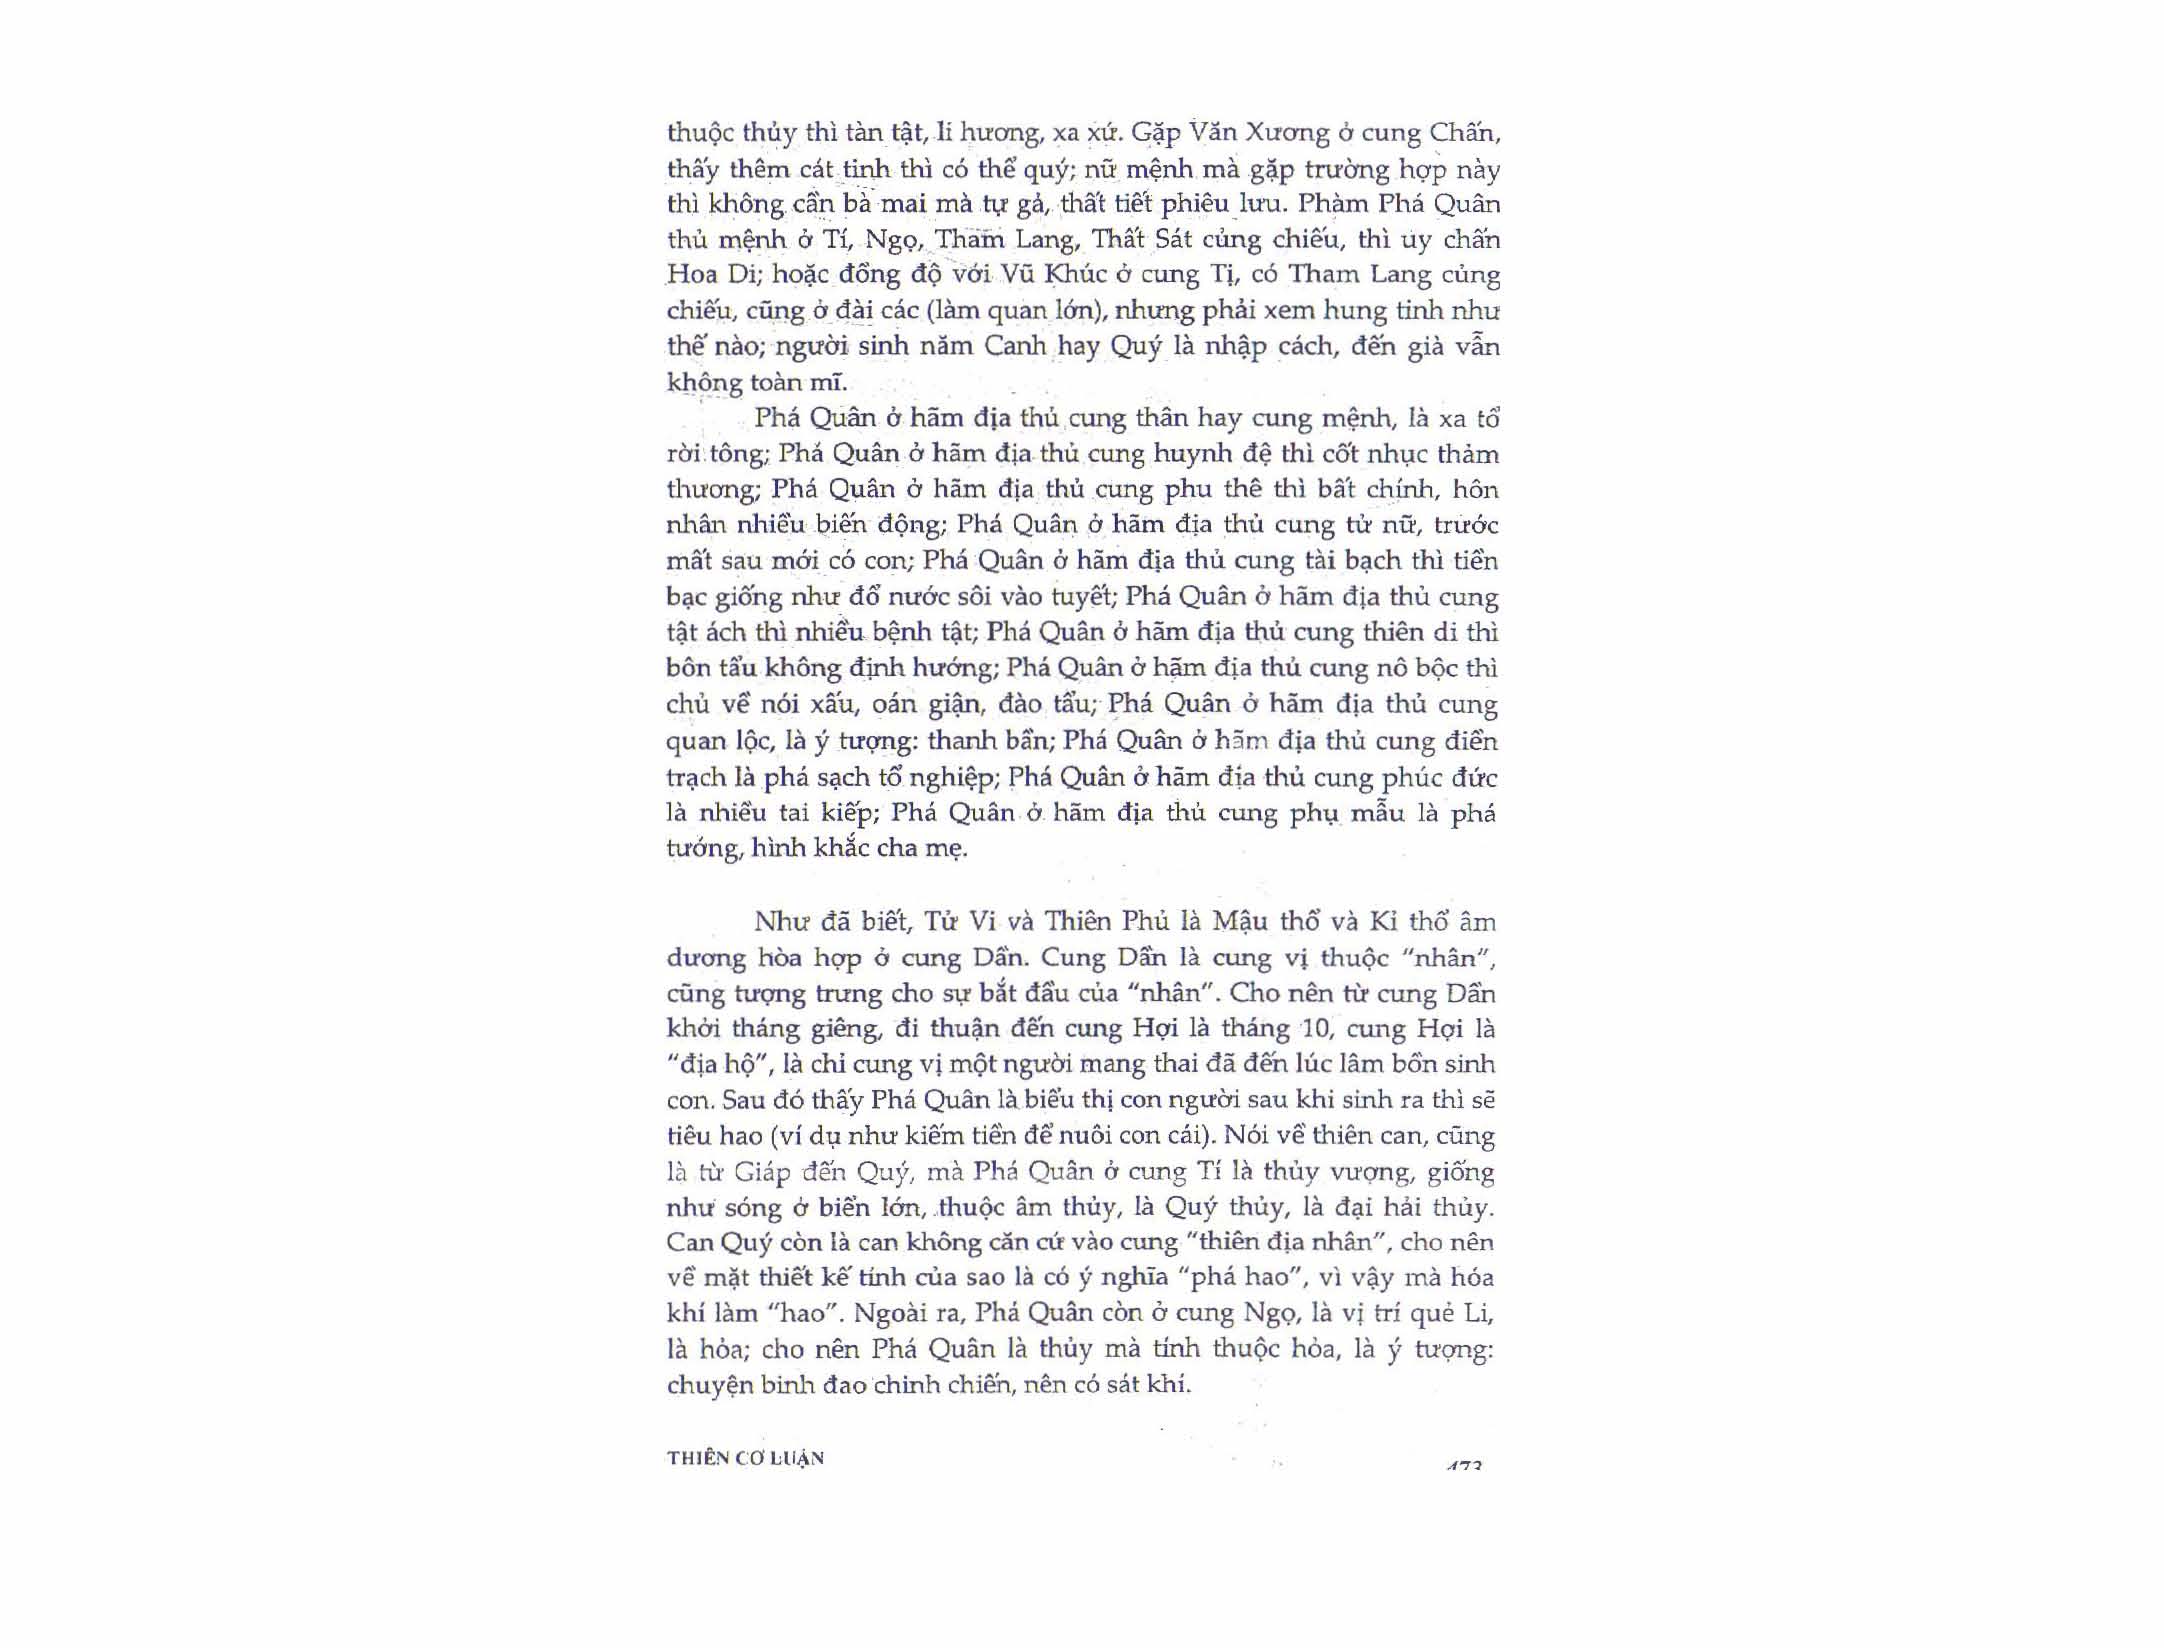 thuộc thủy thì tàn tật, li hương, xa xứ. Gặp Văn Xương ở cung Chấn,
thấy thêm cát tinh thì có thể quý; nữ mệnh mà gặp trường hợp này
thì không cần bà mai mà tự gả, thất tiết phiêu lưu. Phàm Phá Quân
thủ mệnh ở Tí, Ngọ, Tham Lang, Thất Sát củng chiếu, thì uy chấn
Hoa Di; hoặc đồng độ với Vũ Khúc ở cung Tị, có Tham Lang củng
chiếu, cũng ở đài các (làm quan lớn), nhưng phải xem hung tinh như
thế nào; người sinh năm Canh hay Quý là nhập cách, đến già vẫn
không toàn mĩ.
Phá Quân ở hãm địa thủ cung thân hay cung mệnh, là xa tổ
rời tông; Phá Quân ở hãm địa thủ cung huynh đệ thì cốt nhục thảm
thương; Phá Quân ở hãm địa thủ cung phu thê thì bất chính, hôn
nhân nhiều biến động; Phá Quân ở hãm địa thủ cung tử nữ, trước
mất sau mới có con; Phá Quân ở hãm địa thủ cung tài bạch thì tiền
bạc giống như đổ nước sôi vào tuyết; Phá Quân ở hãm địa thủ cung
tật ách thì nhiều bệnh tật; Phá Quân ở hãm địa thủ cung thiên di thì
bôn tẩu không định hướng; Phá Quân ở hãm địa thủ cung nô bộc thì
chủ về nói xấu, oán giận, đào tẩu; Phá Quân ở hãm địa thủ cung
quan lộc, là ý tượng: thanh bần; Phá Quân ở hãm địa thủ cung điền
trạch là phá sạch tổ nghiệp; Phá Quân ở hãm địa thủ cung phúc đức
là nhiều tai kiếp; Phá Quân ở hãm địa thủ cung phụ mẫu là phá
tướng, hình khắc cha mẹ.
Như đã biết, Tử Vi và Thiên Phủ là Mậu thổ và Kỉ thổ âm
dương hòa hợp ở cung Dần. Cung Dần là cung vị thuộc "nhân",
cũng tượng trưng cho sự bắt đầu của "nhân". Cho nên từ cung Dần
khởi tháng giêng, đi thuận đến cung Hợi là tháng 10, cung Hợi là
"địa hộ", là chỉ cung vị một người mang thai đã đến lúc lâm bồn sinh
con. Sau đó thấy Phá Quân là biểu thị con người sau khi sinh ra thì sẽ
tiêu hao (ví dụ như kiếm tiền để nuôi con cái). Nói về thiên can, cũng
là từ Giáp đến Quý, mà Phá Quân ở cung Tí là thủy vượng, giống
như sóng ở biển lớn, thuộc âm thủy, là Quý thủy, là đại hải thủy.
Can Quý còn là can không căn cứ vào cung "thiên địa nhân", cho nên
về mặt thiết kế tính của sao là có ý nghĩa "phá hao", vì vậy mà hóa
khí làm "hao". Ngoài ra, Phá Quân còn ở cung Ngọ, là vị trí quẻ Li,
là hỏa; cho nên Phá Quân là thủy mà tính thuộc hỏa, là ý tượng:
chuyện binh đao chinh chiến, nên có sát khí.
THIÊN CƠ LUẬN